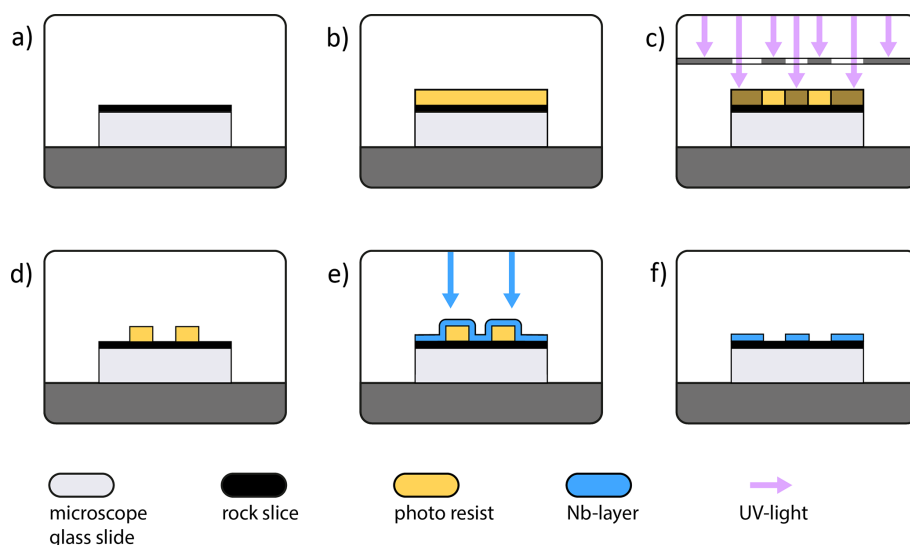 a)
b)
c)
d)
e)
f)
microscope
glass slide
rock slice
photo resist
Nb-layer
UV-light